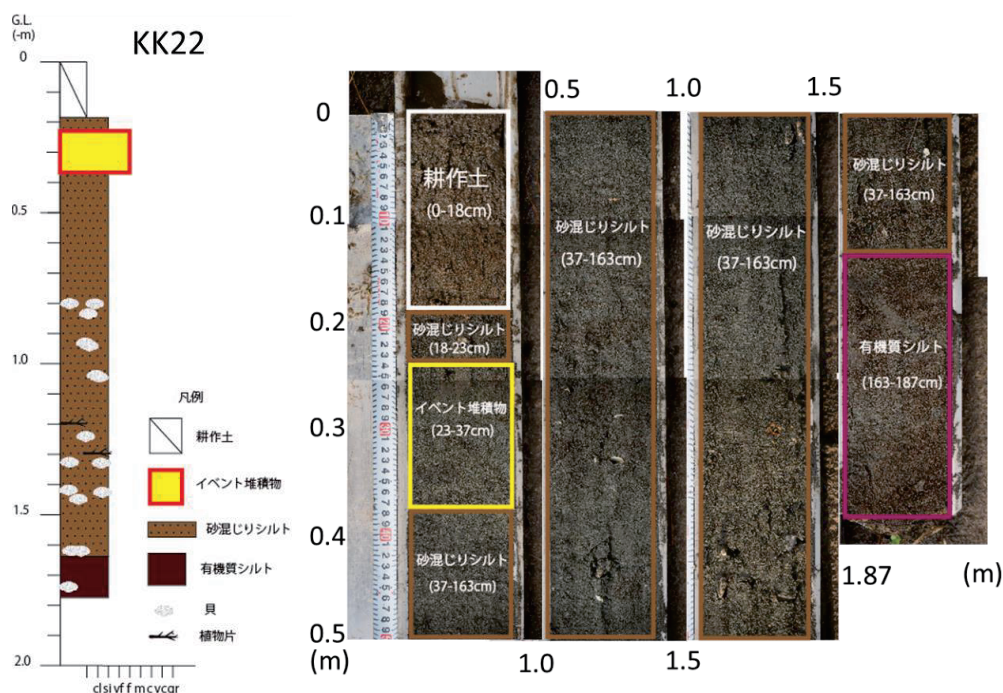 G.L.
(-m)
KK22
0
0.5
1.0
1.5
2.0
clsivffmcvcgr
凡例
耕作土
イベント堆積物
砂混じりシルト
有機質シルト
貝
植物片
0
0.1
0.2
0.3
0.4
0.5
(m)
耕作土
(0-18cm)
砂混じりシルト
(18-23cm)
イベント堆積物
(23-37cm)
砂混じりシルト
(37-163cm)
0.5
砂混じりシルト
(37-163cm)
1.0
1.0
砂混じりシルト
(37-163cm)
1.5
1.5
砂混じりシルト
(37-163cm)
有機質シルト
(163-187cm)
1.87
(m)